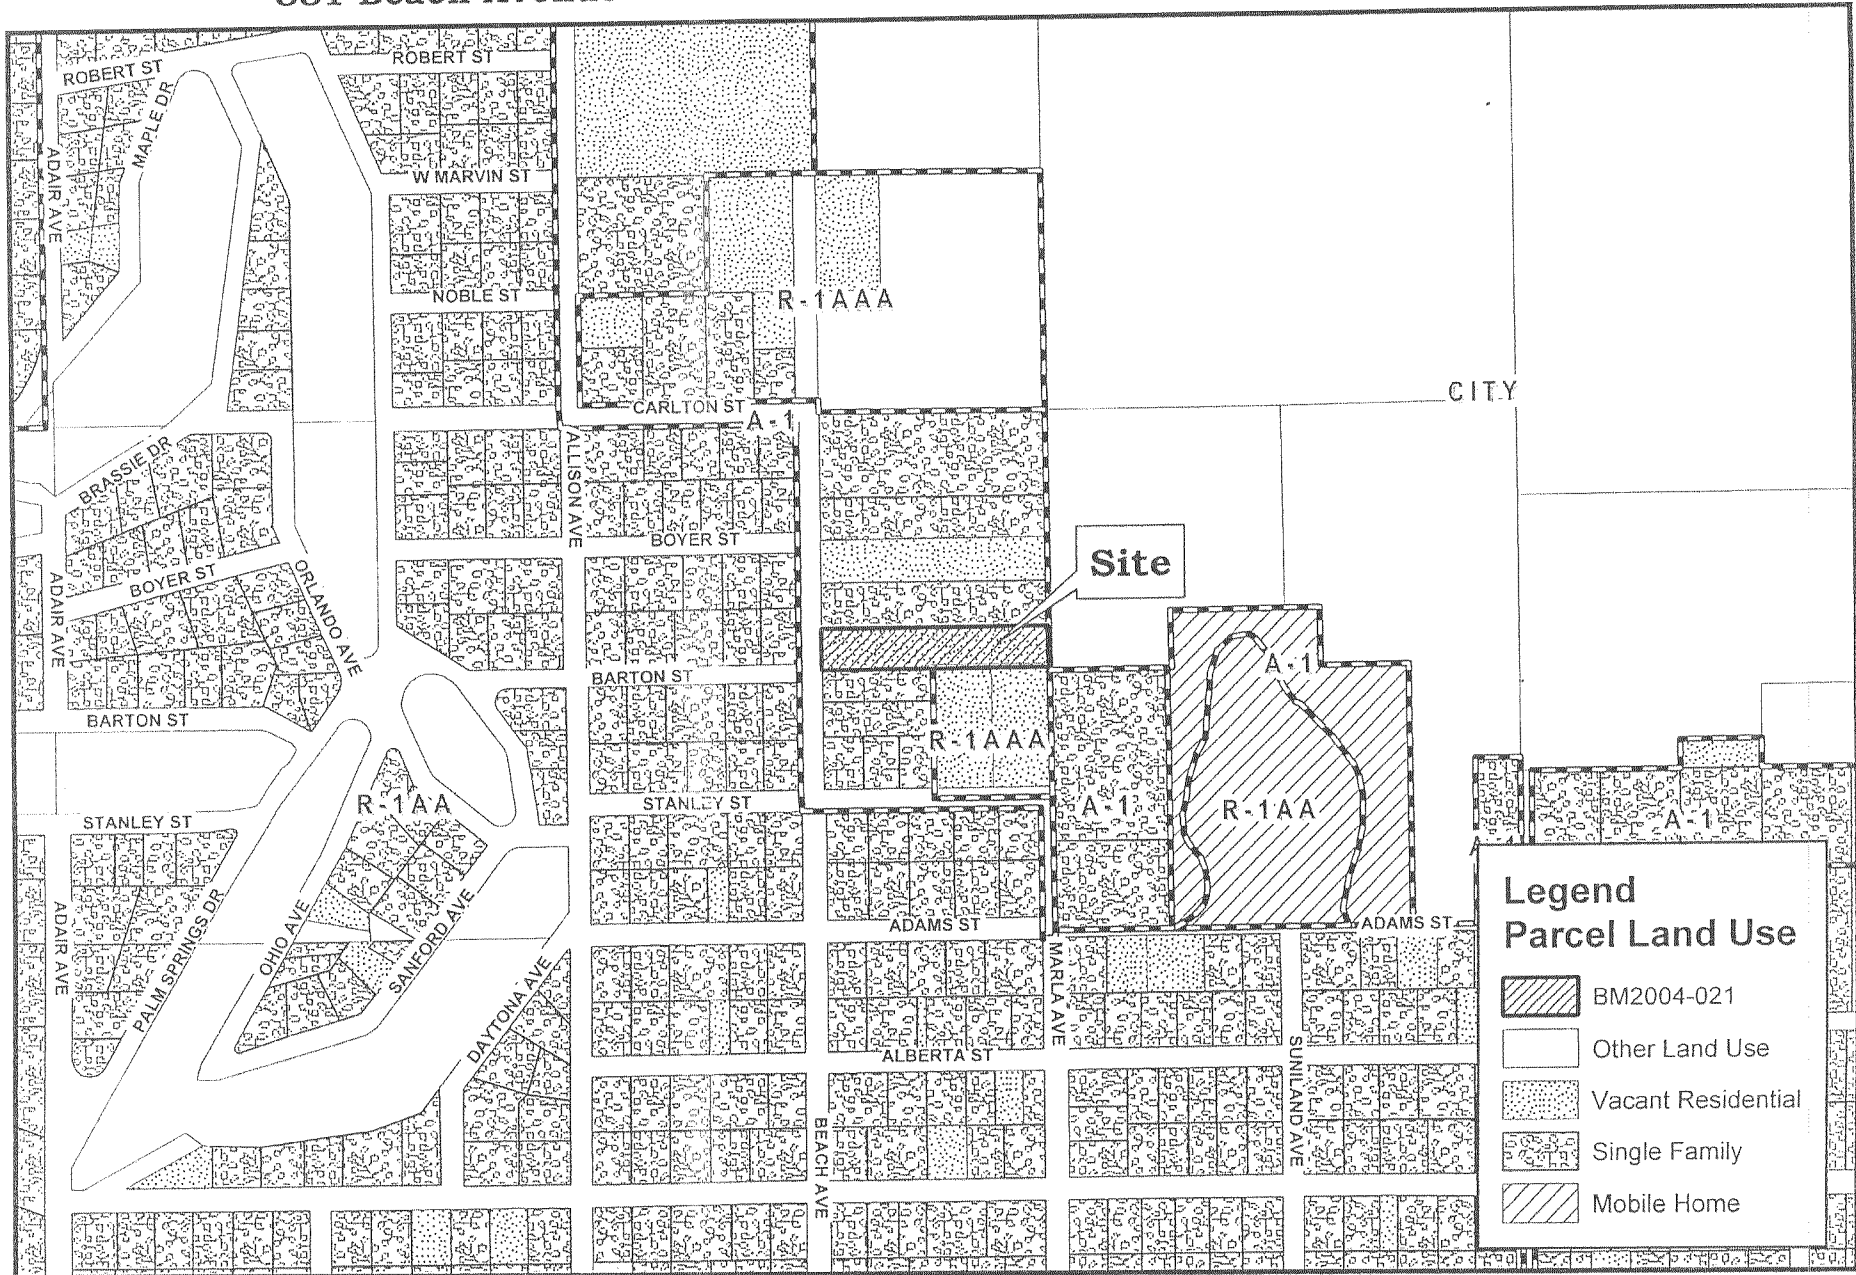 ROBERT ST
ROBERT ST
MAPLE DR
ADAIR AVE
W MARVIN ST
NOBLE ST
R-1AAA
CITY
CARLTON ST
A-1
ALLISON AVE
BRASSIE DR
BOYER ST
BOYER ST
ORLANDO AVE
ADAIR AVE
Site
BARTON ST
A-1
BARTON ST
R-1AAA
STANLEY ST
R-1AA
A-1
R-1AA
A-1
STANLEY ST
ADAMS ST
ADAMS ST
ADAIR AVE
PALM SPRINGS DR
OHIO AVE
SANFORD AVE
DAYTONA AVE
MARLA AVE
ALBERTA ST
SUNILAND AVE
BEACH AVE
Legend
Parcel Land Use
BM2004-021
Other Land Use
Vacant Residential
Single Family
Mobile Home